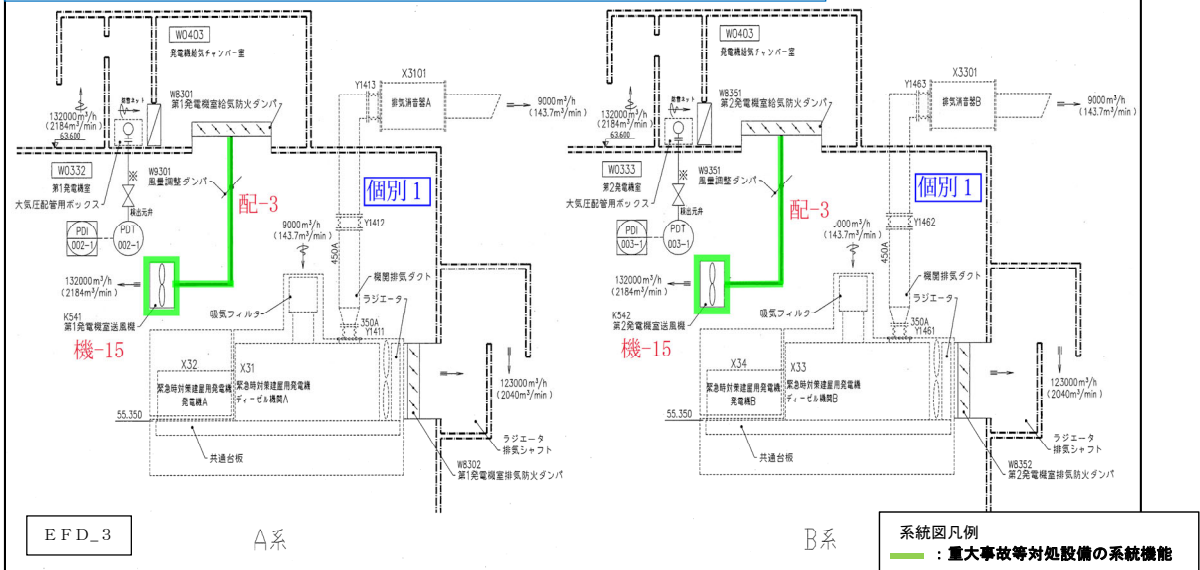 W0403
発電機給気チャンバー室
W8301
第1発電機室給気防火ダンパ
132000m³/h
(2184m³/min)
63.600
防雪ネット
W0332
第1発電機室
大気圧配管用ボックス
※
検出元弁
PDI
002-1
PDT
002-1
W9301
風量調整ダンパ
配-3
個別1
Y1413
X3101
排気消音器A
9000m³/h
(143.7m³/min)
132000m³/h
(2184m³/min)
K541
第1発電機室送風機
機-15
9000m³/h
(143.7m³/min)
吸気フィルター
Y1412
450A
機関排気ダクト
ラジエータ
350A
Y1411
X32
緊急時対策建屋用発電機
発電機A
X31
緊急時対策建屋用発電機
ディーゼル機関A
55.350
共通台板
123000m³/h
(2040m³/min)
ラジエータ
排気シャフト
W8302
第1発電機室排気防火ダンパ
EFD_3
A系
W0403
発電機給気チャンバー室
W8351
第2発電機室給気防火ダンパ
132000m³/h
(2184m³/min)
63.600
防雪ネット
W0333
第2発電機室
大気圧配管用ボックス
※
検出元弁
PDI
003-1
PDT
003-1
W9351
風量調整ダンパ
配-3
個別1
Y1463
X3301
排気消音器B
9000m³/h
(143.7m³/min)
132000m³/h
(2184m³/min)
K542
第2発電機室送風機
機-15
000m³/h
(143.7m³/min)
吸気フィルタ
Y1462
450A
機関排気ダクト
ラジエータ
350A
Y1461
X34
緊急時対策建屋用発電機
発電機B
X33
緊急時対策建屋用発電機
ディーゼル機関B
55.350
共通台板
123000m³/h
(2040m³/min)
ラジエータ
排気シャフト
W8352
第2発電機室排気防火ダンパ
B系
系統図凡例
：重大事故等対処設備の系統機能